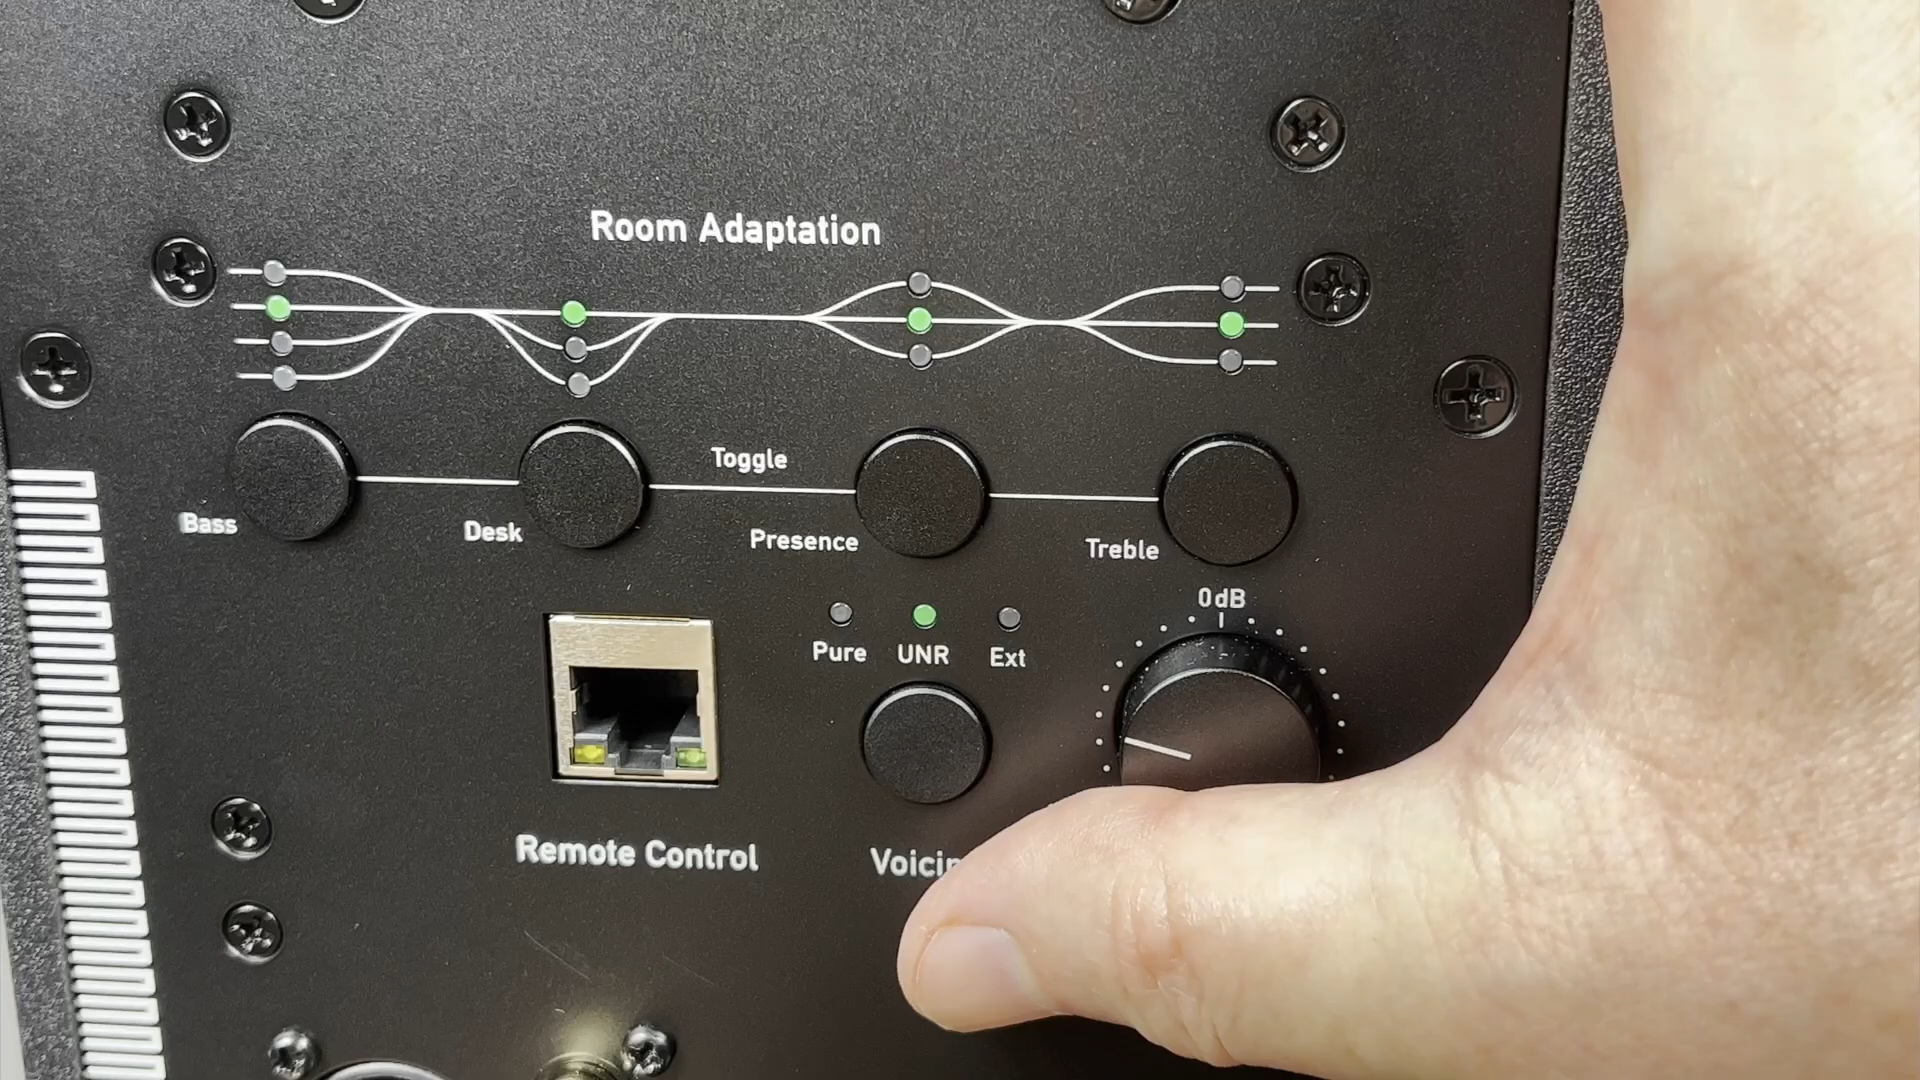 Room Adaptation
Toggle
Bass
Desk
Presence
Treble
0dB
Pure
UNR
Ext
Remote Control